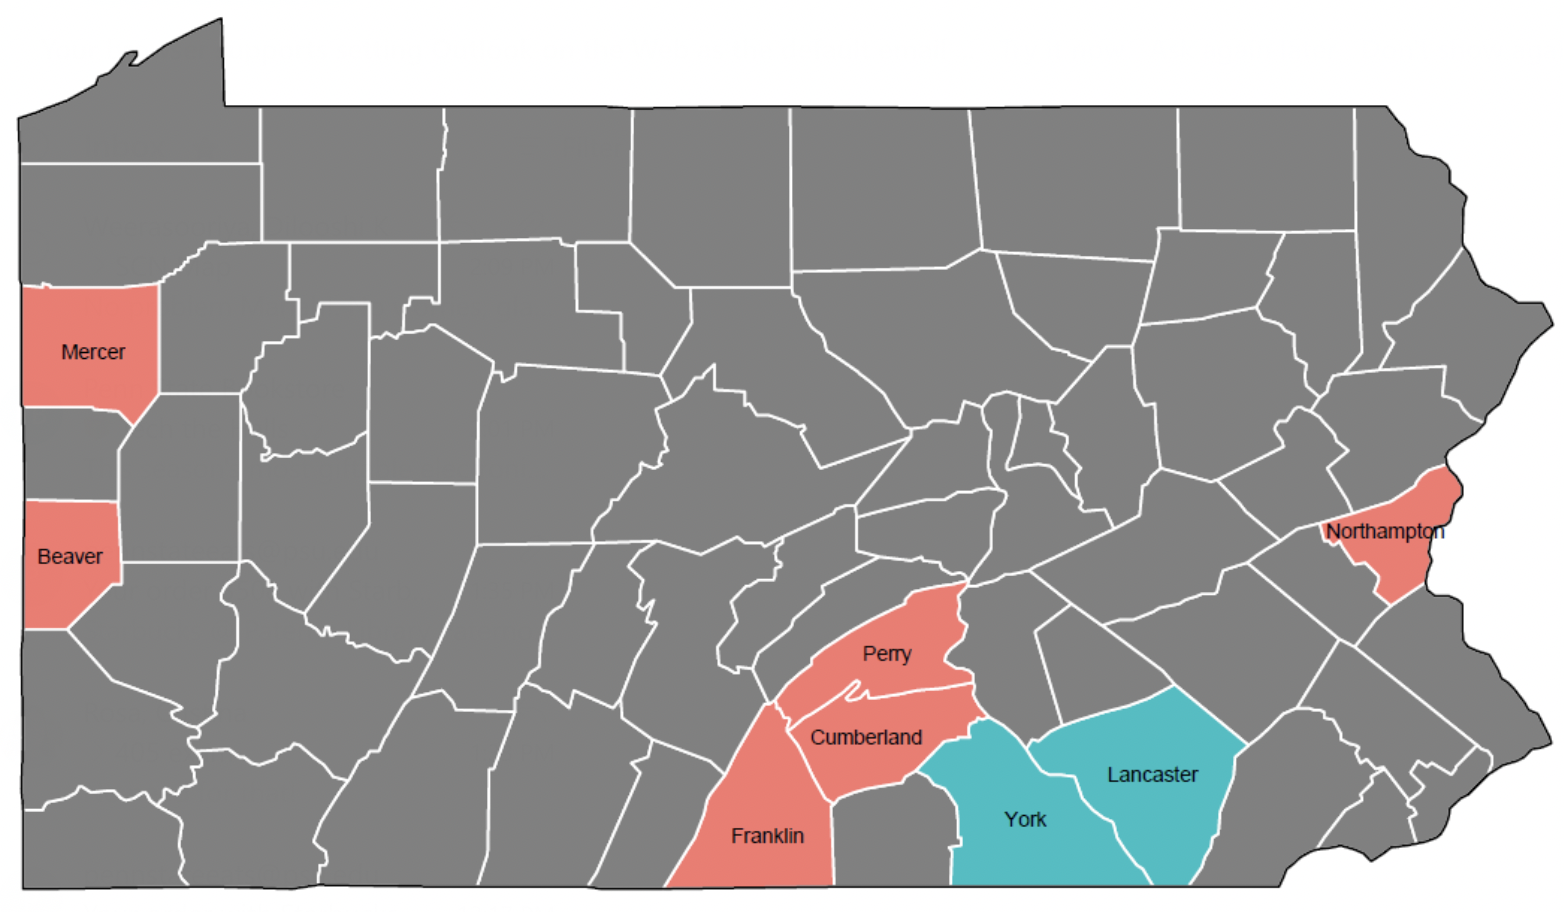 Mercer
Northampton
Beaver
Perry
Cumberland
Lancaster
York
Franklin